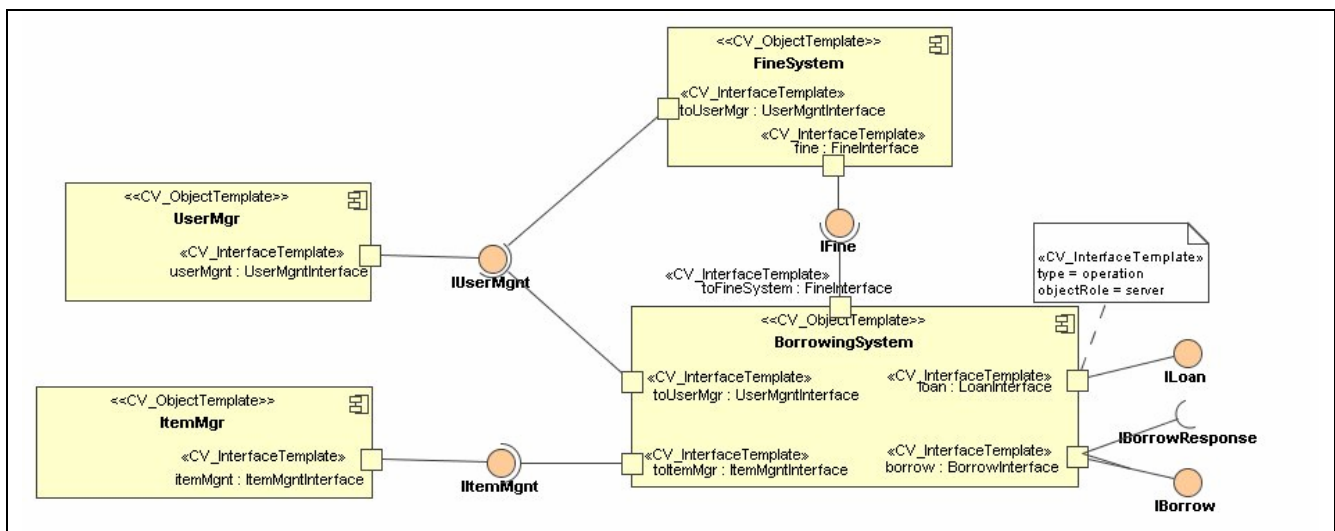 <<CV_ObjectTemplate>>
FineSystem
«CV_InterfaceTemplate»
toUserMgr : UserMgntInterface
«CV_InterfaceTemplate»
fine : FineInterface
<<CV_ObjectTemplate>>
UserMgr
«CV_InterfaceTemplate»
userMgnt : UserMgntInterface
IUserMgnt
IFine
«CV_InterfaceTemplate»
toFineSystem : FineInterface
«CV_InterfaceTemplate»
type = operation
objectRole = server
<<CV_ObjectTemplate>>
BorrowingSystem
«CV_InterfaceTemplate»
toUserMgr : UserMgntInterface
«CV_InterfaceTemplate»
loan : LoanInterface
ILoan
<<CV_ObjectTemplate>>
ItemMgr
«CV_InterfaceTemplate»
itemMgnt : ItemMgntInterface
IItemMgnt
«CV_InterfaceTemplate»
toItemMgr : ItemMgntInterface
«CV_InterfaceTemplate»
borrow : BorrowInterface
IBorrowResponse
IBorrow